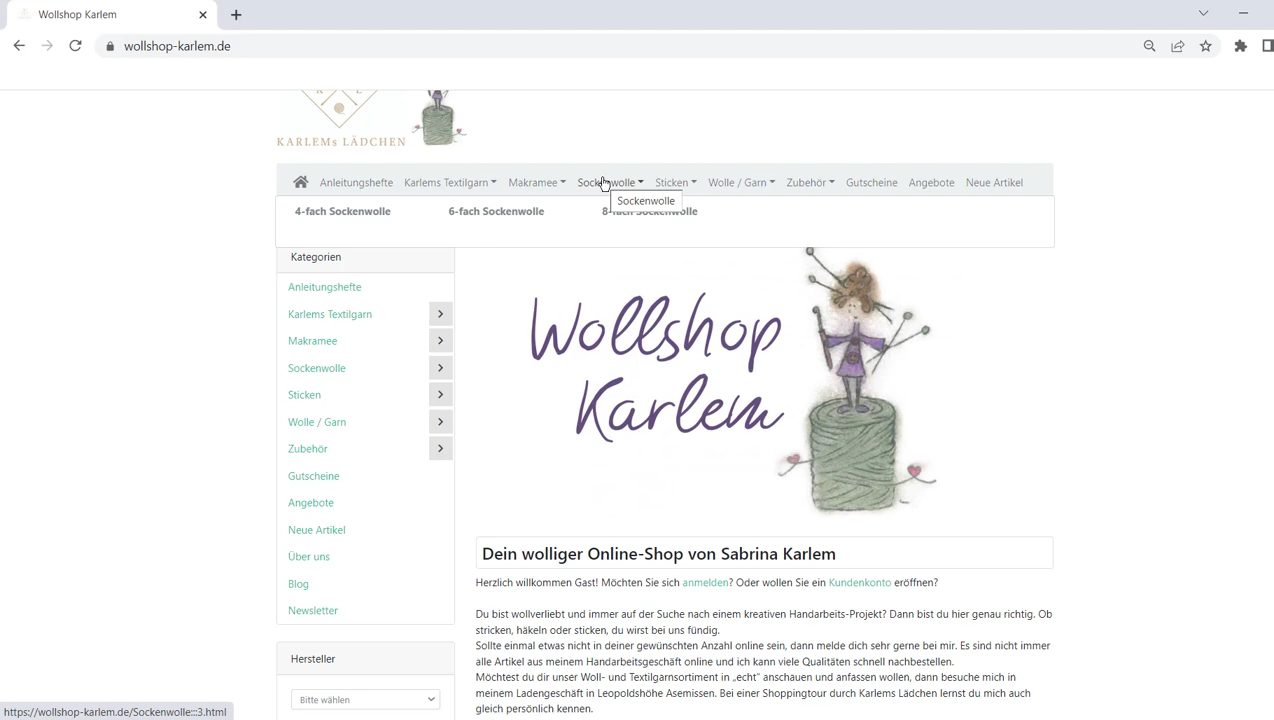 Wollshop Karlem
wollshop-karlem.de
KARLEMs LÄDCHEN
Anleitungshefte Karlems Textilgarn Makramee Sockenwolle Sticken Wolle / Garn Zubehör Gutscheine Angebote Neue Artikel
Sockenwolle
4-fach Sockenwolle 6-fach Sockenwolle 8-fach Sockenwolle
Kategorien
Anleitungshefte
Karlems Textilgarn
Makramee
Sockenwolle
Sticken
Wolle / Garn
Zubehör
Gutscheine
Angebote
Neue Artikel
Über uns
Blog
Newsletter
Hersteller
Bitte wählen
Wollshop
Karlem
Dein wolliger Online-Shop von Sabrina Karlem
Herzlich willkommen Gast! Möchten Sie sich anmelden? Oder wollen Sie ein Kundenkonto eröffnen?
Du bist wollverliebt und immer auf der Suche nach einem kreativen Handarbeits-Projekt? Dann bist du hier genau richtig. Ob
stricken, häkeln oder sticken, du wirst bei uns fündig.
Sollte einmal etwas nicht in deiner gewünschten Anzahl online sein, dann melde dich sehr gerne bei mir. Es sind nicht immer
alle Artikel aus meinem Handarbeitsgeschäft online und ich kann viele Qualitäten schnell nachbestellen.
Möchtest du dir unser Woll- und Textilgarnsortiment in „echt" anschauen und anfassen wollen, dann besuche mich in
meinem Ladengeschäft in Leopoldshöhe Asemissen. Bei einer Shoppingtour durch Karlems Lädchen lernst du mich auch
gleich persönlich kennen.
https://wollshop-karlem.de/Sockenwolle:::3.html